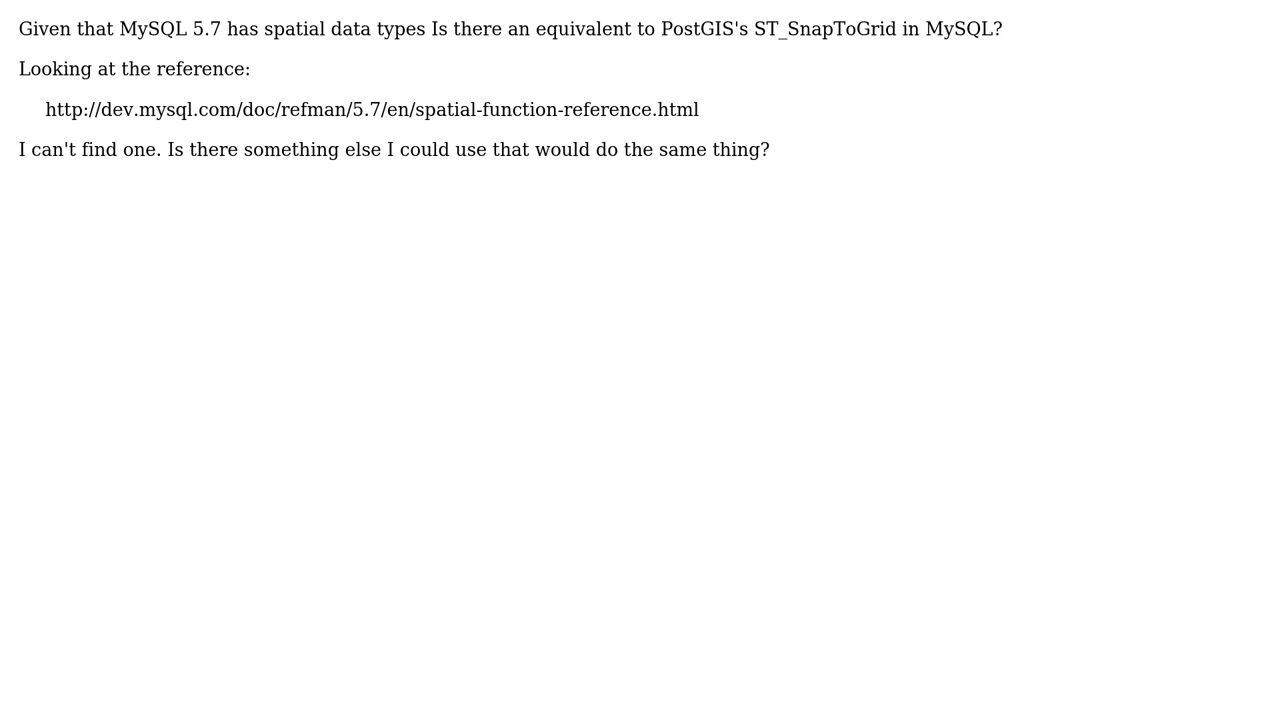 Given that MySQL 5.7 has spatial data types Is there an equivalent to PostGIS's ST_SnapToGrid in MySQL?
Looking at the reference:
http://dev.mysql.com/doc/refman/5.7/en/spatial-function-reference.html
I can't find one. Is there something else I could use that would do the same thing?